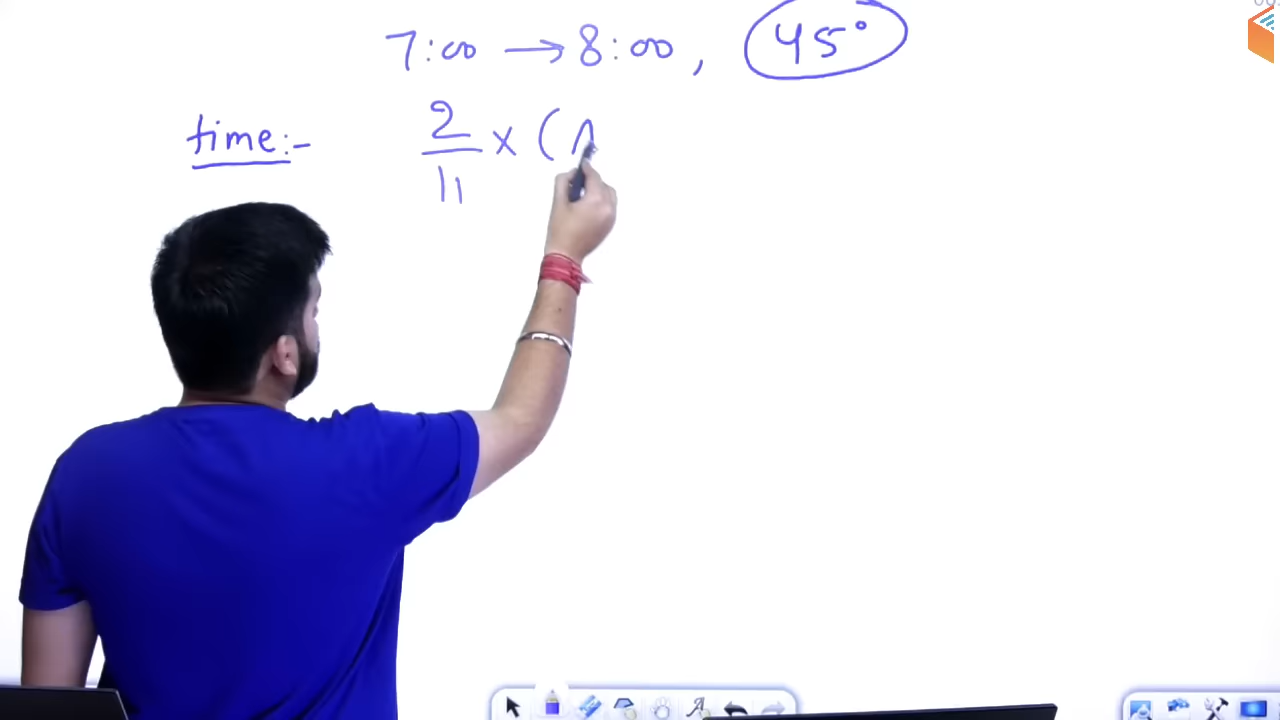 7:00 → 8:00, 45°
time:- 2/11 × (A